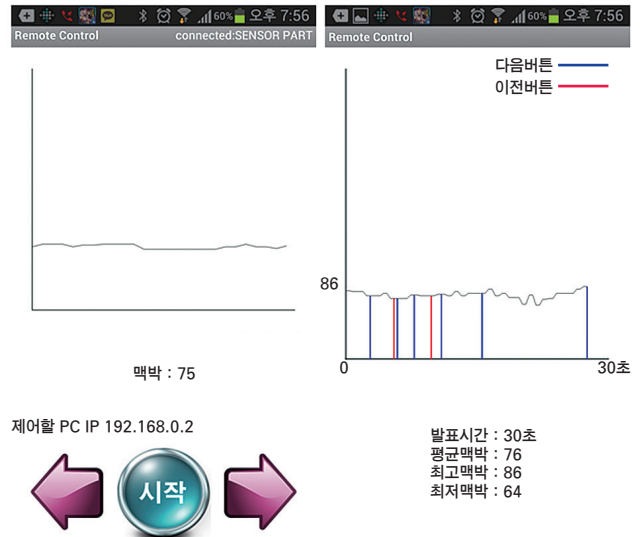 60% 오후 7:56
Remote Control connected:SENSOR PART
맥박 : 75
제어할 PC IP 192.168.0.2
시작
60% 오후 7:56
Remote Control
다음버튼
이전버튼
86
0 30초
발표시간 : 30초
평균맥박 : 76
최고맥박 : 86
최저맥박 : 64